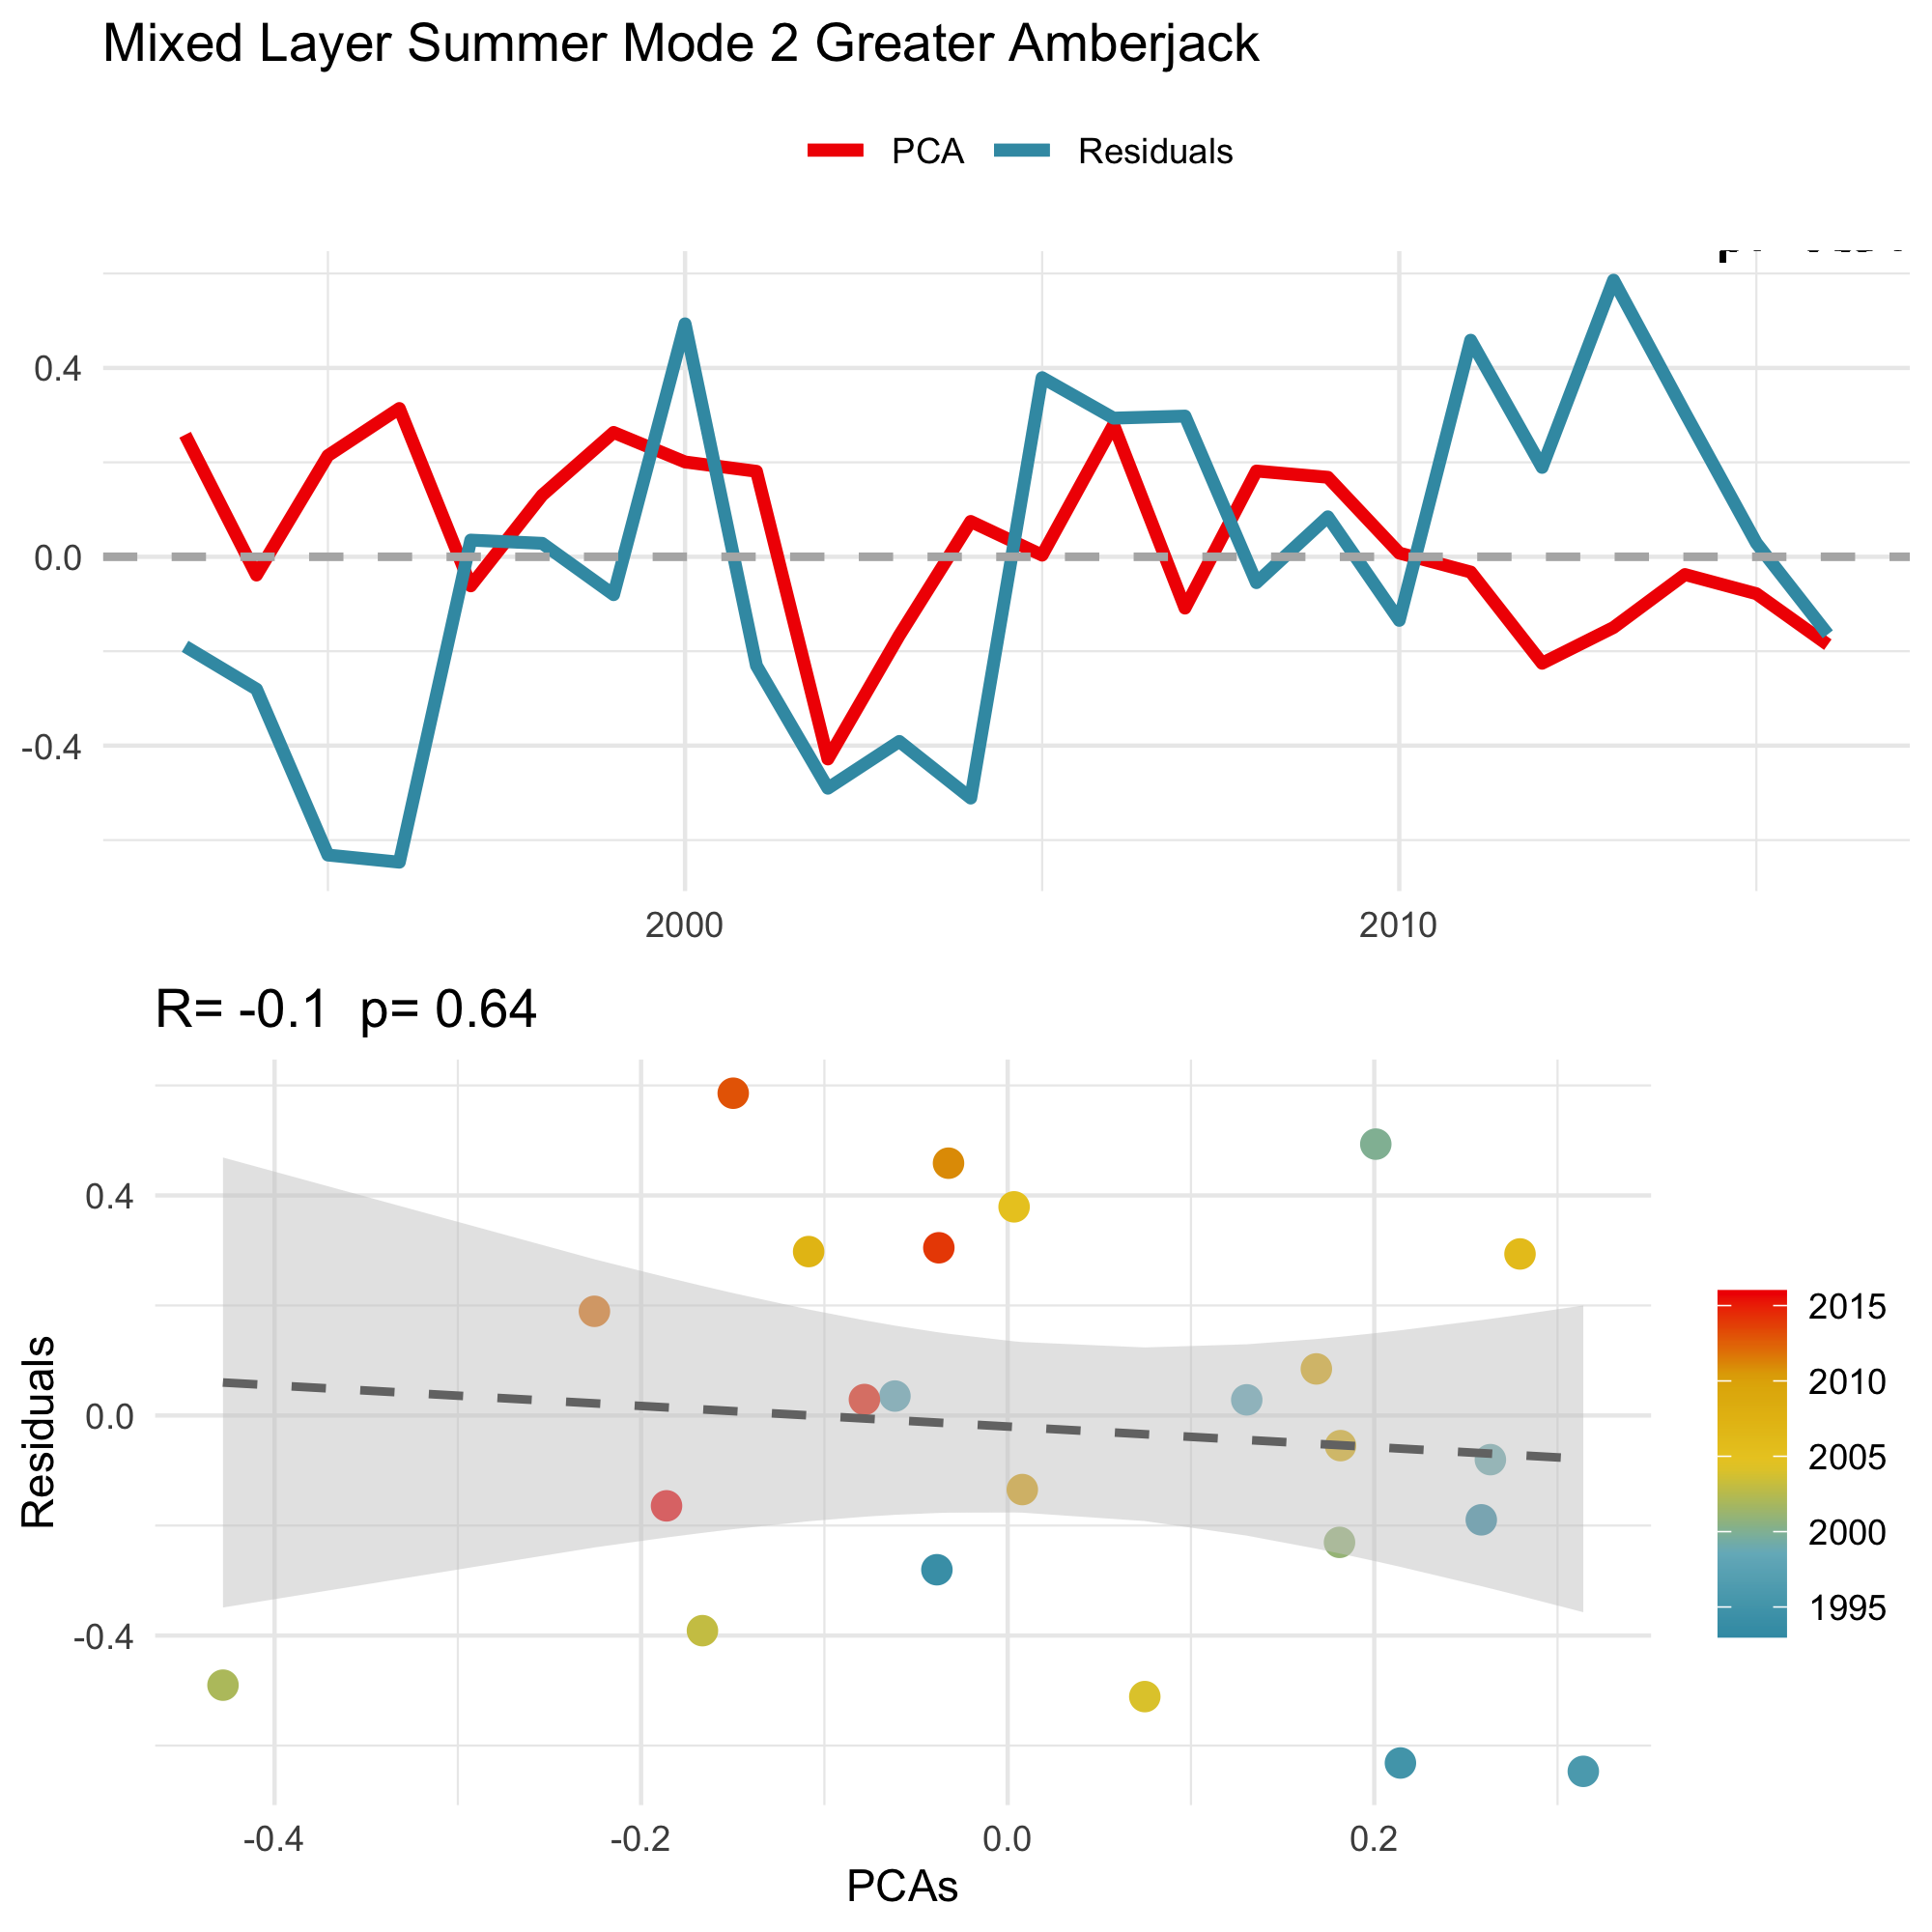 Mixed Layer Summer Mode 2 Greater Amberjack
PCA Residuals
0.4
0.0
-0.4
2000 2010
R= -0.1 p= 0.64
Residuals
0.4
0.0
-0.4
-0.4 -0.2 0.0 0.2
PCAs
2015
2010
2005
2000
1995